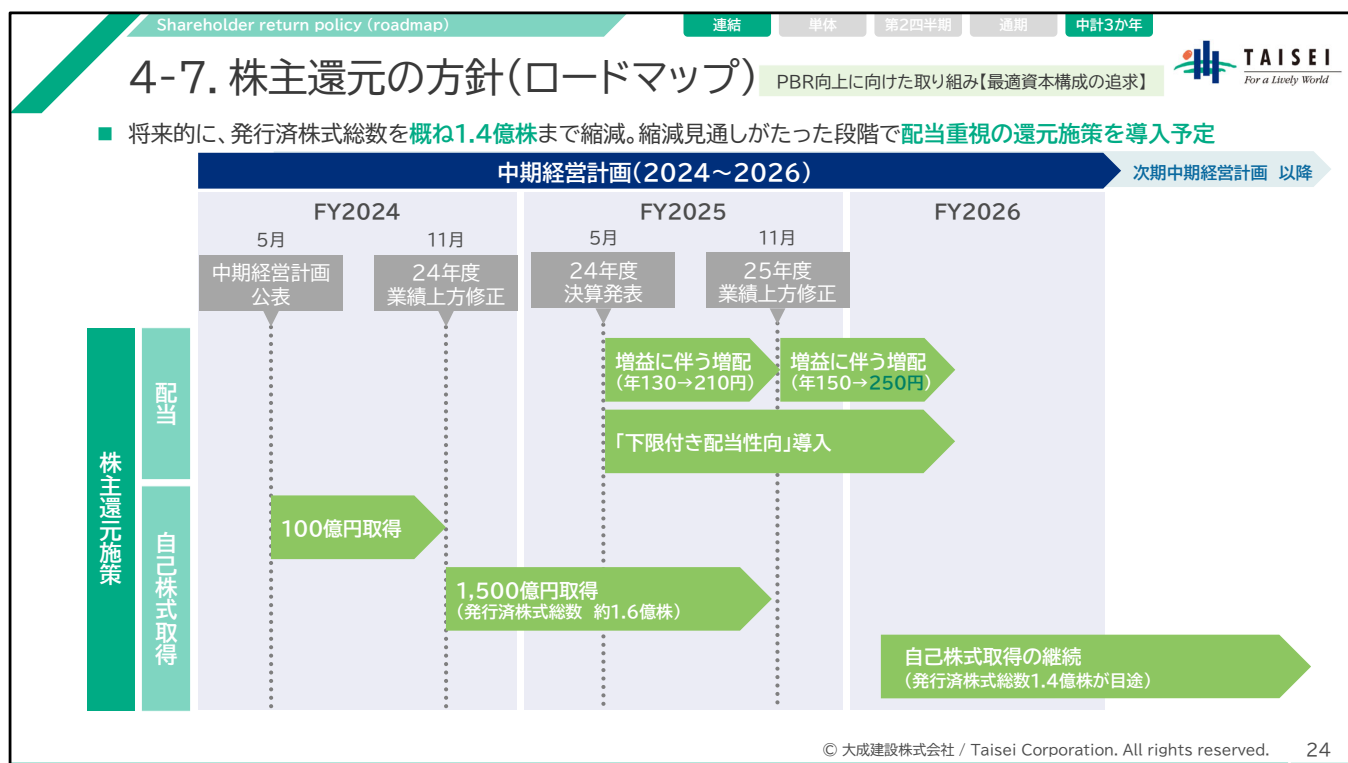 Shareholder return policy (roadmap)
連結
単体
第2四半期
通期
中計3か年
4-7. 株主還元の方針(ロードマップ)
PBR向上に向けた取り組み【最適資本構成の追求】
TAISEI
For a Lively World
■ 将来的に、発行済株式総数を概ね1.4億株まで縮減。縮減見通しがたった段階で配当重視の還元施策を導入予定
中期経営計画(2024～2026)
次期中期経営計画 以降
FY2024
FY2025
FY2026
5月
11月
5月
11月
中期経営計画
公表
24年度
業績上方修正
24年度
決算発表
25年度
業績上方修正
株主還元施策
配当
増益に伴う増配
(年130→210円)
増益に伴う増配
(年150→250円)
「下限付き配当性向」導入
自己株式取得
100億円取得
1,500億円取得
(発行済株式総数 約1.6億株)
自己株式取得の継続
(発行済株式総数1.4億株が目途)
© 大成建設株式会社 / Taisei Corporation. All rights reserved.
24